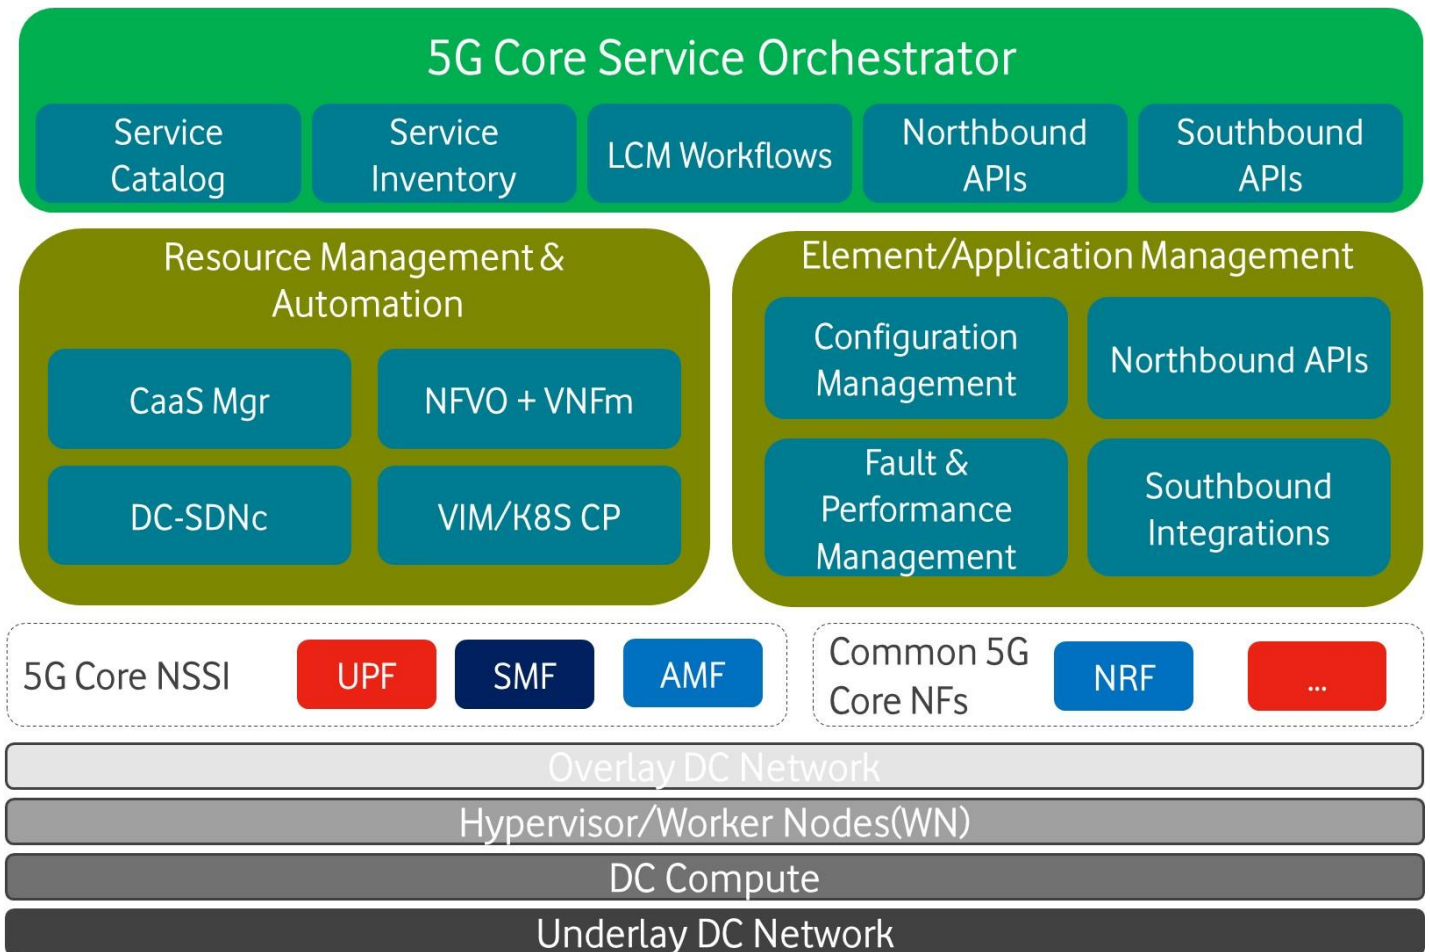 5G Core Service Orchestrator
Service
Catalog
Service
Inventory
LCM Workflows
Northbound
APIs
Southbound
APIs
Resource Management &
Automation
CaaS Mgr
NFVO + VNFm
DC-SDNc
VIM/K8S CP
Element/Application Management
Configuration
Management
Northbound APIs
Fault &
Performance
Management
Southbound
Integrations
5G Core NSSI
UPF
SMF
AMF
Common 5G
Core NFs
NRF
...
Overlay DC Network
Hypervisor/Worker Nodes(WN)
DC Compute
Underlay DC Network